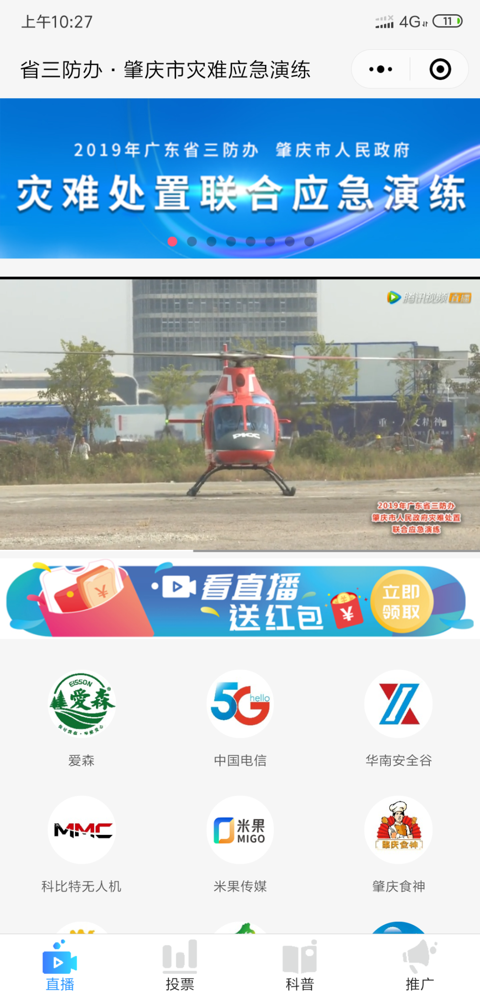 上午10:27
4G
11
省三防办 · 肇庆市灾难应急演练
2019年广东省三防办 肇庆市人民政府
灾难处置联合应急演练
腾讯视频 直播
重·人文精神
PICC
2019年广东省三防办
肇庆市人民政府灾难处置
联合应急演练
看直播
送红包
¥
¥
立即
领取
EISSON
爱森
5G hello
爱森
中国电信
华南安全谷
MMC
米果
MIGO
肇庆食神
科比特无人机
米果传媒
肇庆食神
直播
投票
科普
推广